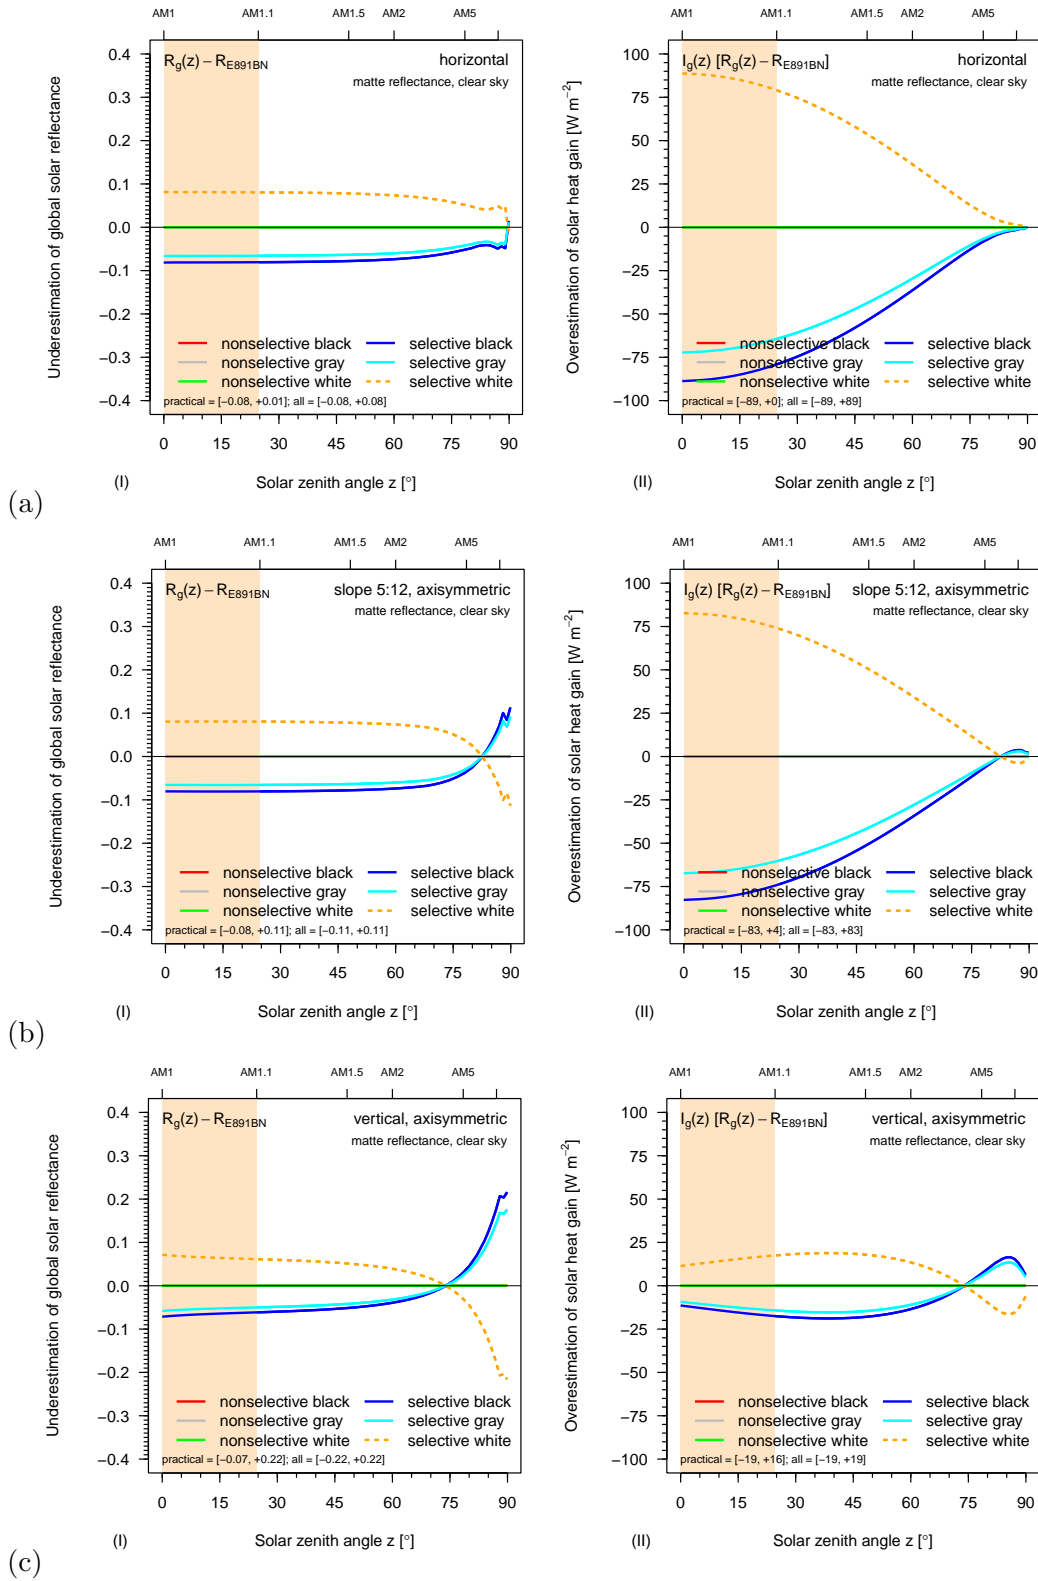 AM1 AM1.1 AM1.5 AM2 AM5
R_g(z) − R_E891BN
horizontal
matte reflectance, clear sky
Underestimation of global solar reflectance
0.4
0.3
0.2
0.1
0.0
−0.1
−0.2
−0.3
−0.4
nonselective black
nonselective gray
nonselective white
selective black
selective gray
selective white
practical = [−0.08, +0.01]; all = [−0.08, +0.08]
0 15 30 45 60 75 90
(I) Solar zenith angle z [°]
AM1 AM1.1 AM1.5 AM2 AM5
I_g(z) [R_g(z) − R_E891BN]
horizontal
matte reflectance, clear sky
Overestimation of solar heat gain [W m⁻²]
100
75
50
25
0
−25
−50
−75
−100
nonselective black
nonselective gray
nonselective white
selective black
selective gray
selective white
practical = [−89, +0]; all = [−89, +89]
0 15 30 45 60 75 90
(II) Solar zenith angle z [°]
(a)
AM1 AM1.1 AM1.5 AM2 AM5
R_g(z) − R_E891BN
slope 5:12, axisymmetric
matte reflectance, clear sky
Underestimation of global solar reflectance
0.4
0.3
0.2
0.1
0.0
−0.1
−0.2
−0.3
−0.4
nonselective black
nonselective gray
nonselective white
selective black
selective gray
selective white
practical = [−0.08, +0.11]; all = [−0.11, +0.11]
0 15 30 45 60 75 90
(I) Solar zenith angle z [°]
AM1 AM1.1 AM1.5 AM2 AM5
I_g(z) [R_g(z) − R_E891BN]
slope 5:12, axisymmetric
matte reflectance, clear sky
Overestimation of solar heat gain [W m⁻²]
100
75
50
25
0
−25
−50
−75
−100
nonselective black
nonselective gray
nonselective white
selective black
selective gray
selective white
practical = [−83, +4]; all = [−83, +83]
0 15 30 45 60 75 90
(II) Solar zenith angle z [°]
(b)
AM1 AM1.1 AM1.5 AM2 AM5
R_g(z) − R_E891BN
vertical, axisymmetric
matte reflectance, clear sky
Underestimation of global solar reflectance
0.4
0.3
0.2
0.1
0.0
−0.1
−0.2
−0.3
−0.4
nonselective black
nonselective gray
nonselective white
selective black
selective gray
selective white
practical = [−0.07, +0.22]; all = [−0.22, +0.22]
0 15 30 45 60 75 90
(I) Solar zenith angle z [°]
AM1 AM1.1 AM1.5 AM2 AM5
I_g(z) [R_g(z) − R_E891BN]
vertical, axisymmetric
matte reflectance, clear sky
Overestimation of solar heat gain [W m⁻²]
100
75
50
25
0
−25
−50
−75
−100
nonselective black
nonselective gray
nonselective white
selective black
selective gray
selective white
practical = [−19, +16]; all = [−19, +19]
0 15 30 45 60 75 90
(II) Solar zenith angle z [°]
(c)